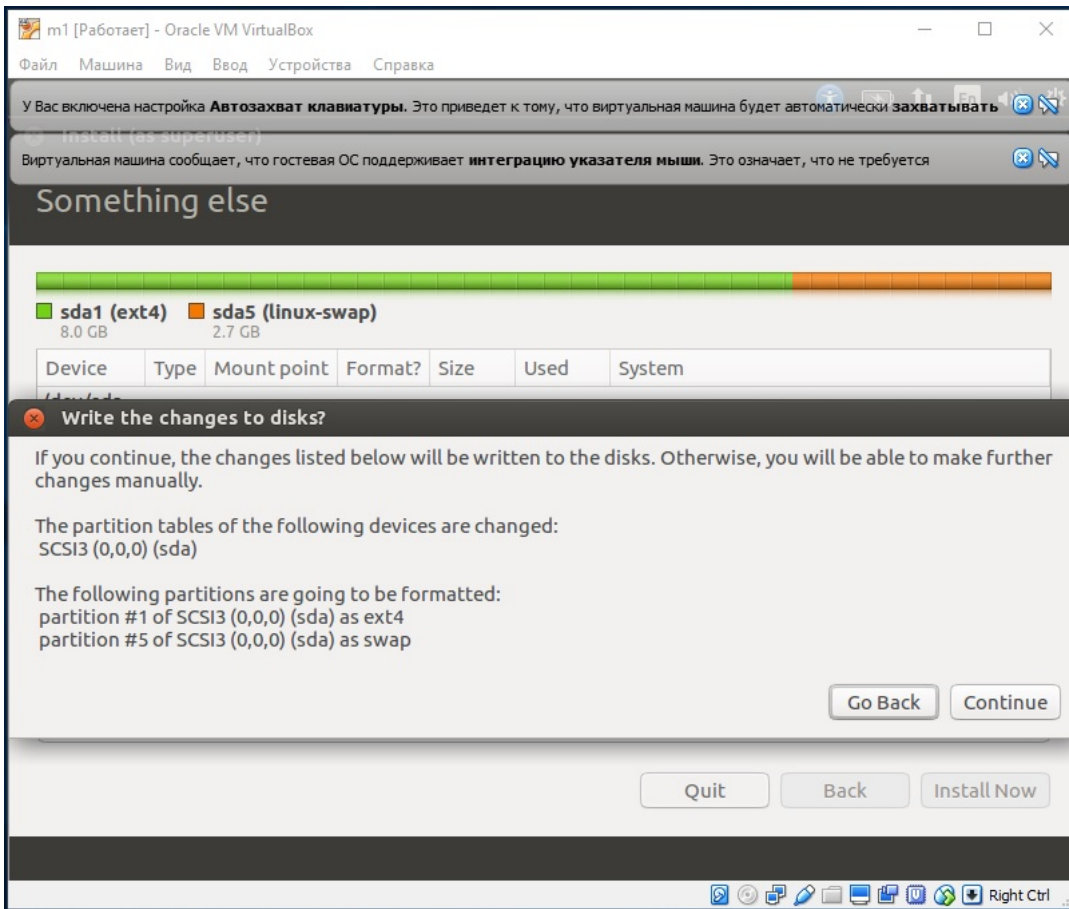 m1 [Работает] - Oracle VM VirtualBox
Файл Машина Вид Ввод Устройства Справка
У Вас включена настройка Автозахват клавиатуры. Это приведет к тому, что виртуальная машина будет автоматически захватывать
Install (as superuser)
Виртуальная машина сообщает, что гостевая ОС поддерживает интеграцию указателя мыши. Это означает, что не требуется
Something else
sda1 (ext4) sda5 (linux-swap)
8.0 GB 2.7 GB
Device Type Mount point Format? Size Used System
/dev/sda
Write the changes to disks?
If you continue, the changes listed below will be written to the disks. Otherwise, you will be able to make further
changes manually.
The partition tables of the following devices are changed:
SCSI3 (0,0,0) (sda)
The following partitions are going to be formatted:
partition #1 of SCSI3 (0,0,0) (sda) as ext4
partition #5 of SCSI3 (0,0,0) (sda) as swap
Go Back Continue
Quit Back Install Now
Right Ctrl